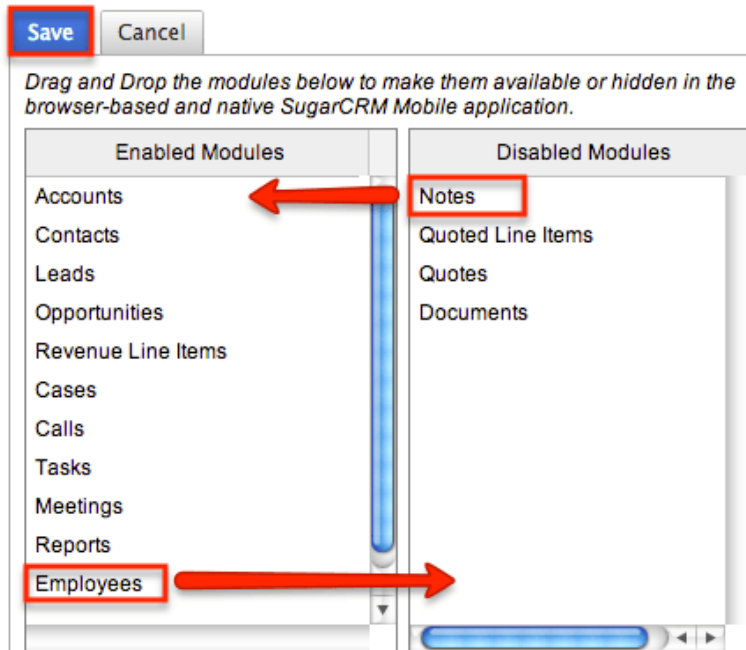 Save Cancel
Drag and Drop the modules below to make them available or hidden in the
browser-based and native SugarCRM Mobile application.
Enabled Modules Disabled Modules
Accounts Notes
Contacts Quoted Line Items
Leads Quotes
Opportunities Documents
Revenue Line Items
Cases
Calls
Tasks
Meetings
Reports
Employees